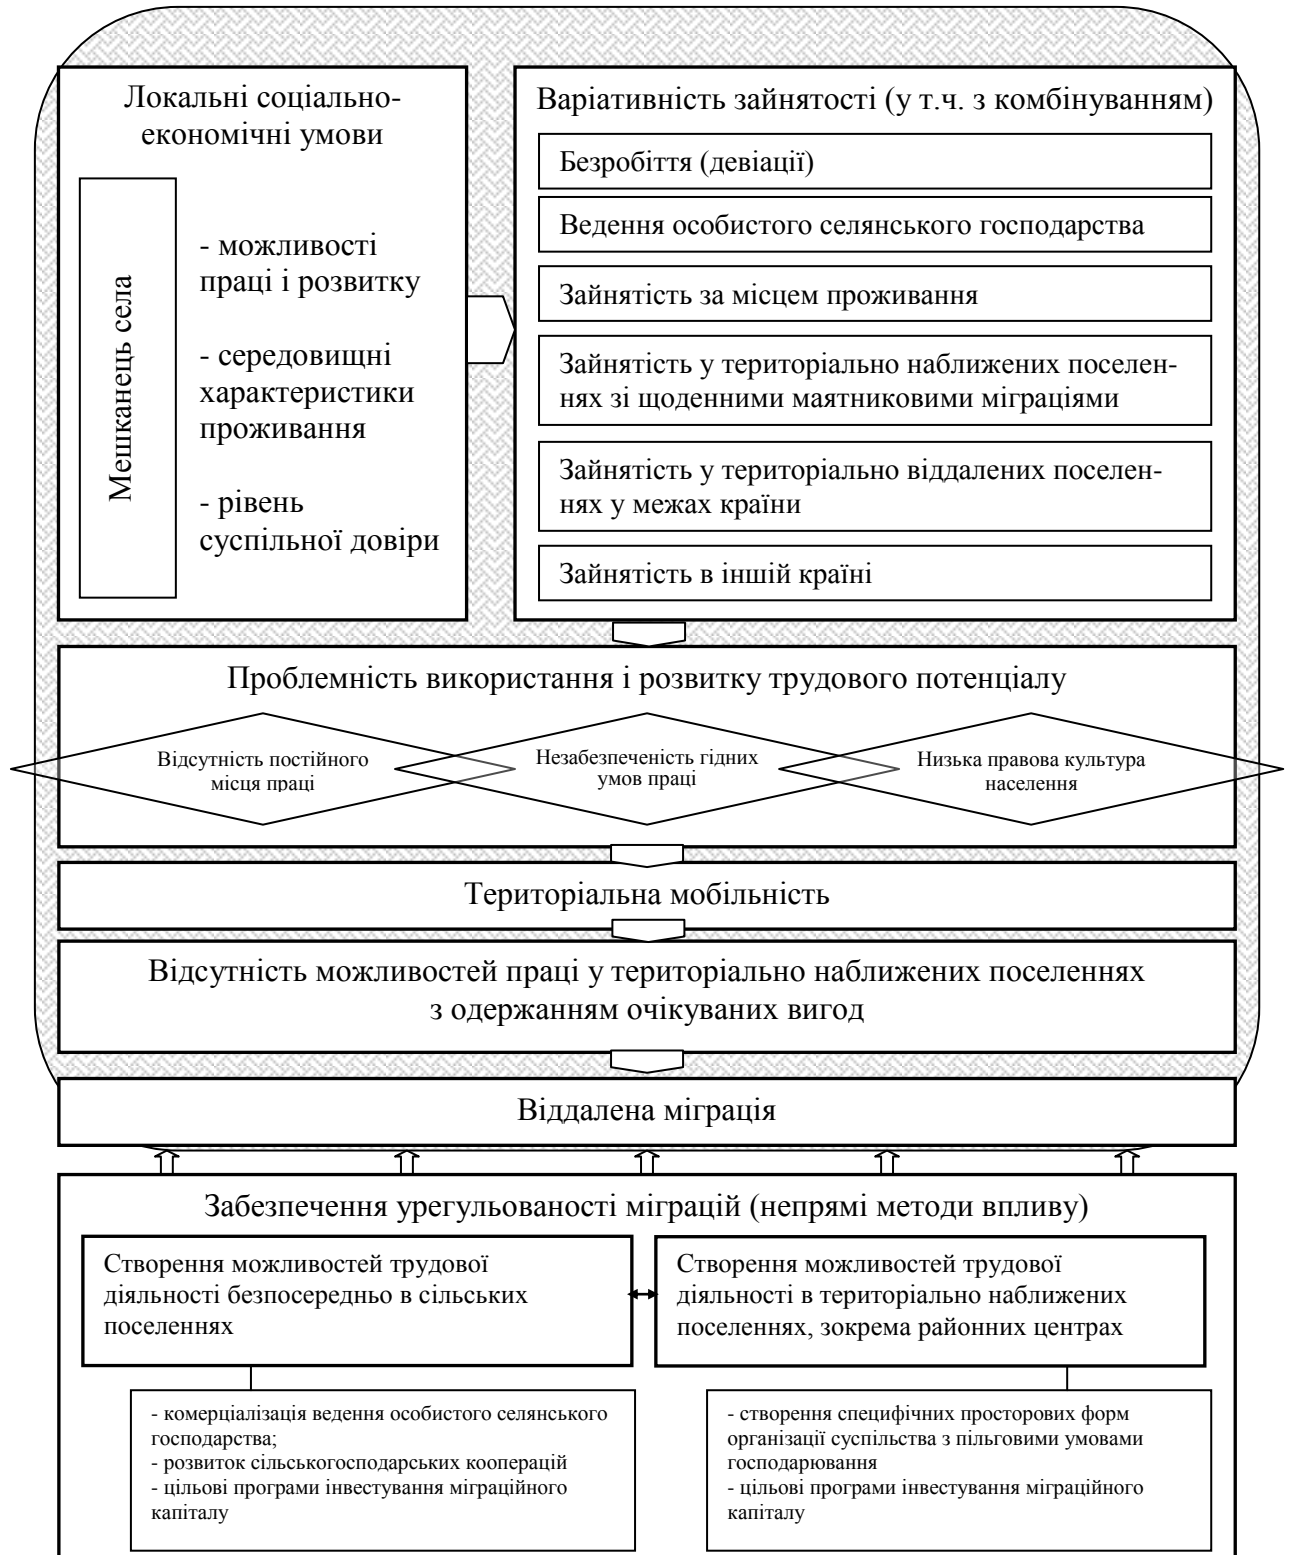 Локальні соціально-
економічні умови
Мешканець села
- можливості
праці і розвитку
- середовищні
характеристики
проживання
- рівень
суспільної довіри
Варіативність зайнятості (у т.ч. з комбінуванням)
Безробіття (девіації)
Ведення особистого селянського господарства
Зайнятість за місцем проживання
Зайнятість у територіально наближених поселен-
нях зі щоденними маятниковими міграціями
Зайнятість у територіально віддалених поселен-
нях у межах країни
Зайнятість в іншій країні
Проблемність використання і розвитку трудового потенціалу
Відсутність постійного
місця праці
Незабезпеченість гідних
умов праці
Низька правова культура
населення
Територіальна мобільність
Відсутність можливостей праці у територіально наближених поселеннях
з одержанням очікуваних вигод
Віддалена міграція
Забезпечення урегульованості міграцій (непрямі методи впливу)
Створення можливостей трудової
діяльності безпосередньо в сільських
поселеннях
Створення можливостей трудової
діяльності в територіально наближених
поселеннях, зокрема районних центрах
- комерціалізація ведення особистого селянського
господарства;
- розвиток сільськогосподарських кооперацій
- цільові програми інвестування міграційного
капіталу
- створення специфічних просторових форм
організації суспільства з пільговими умовами
господарювання
- цільові програми інвестування міграційного
капіталу